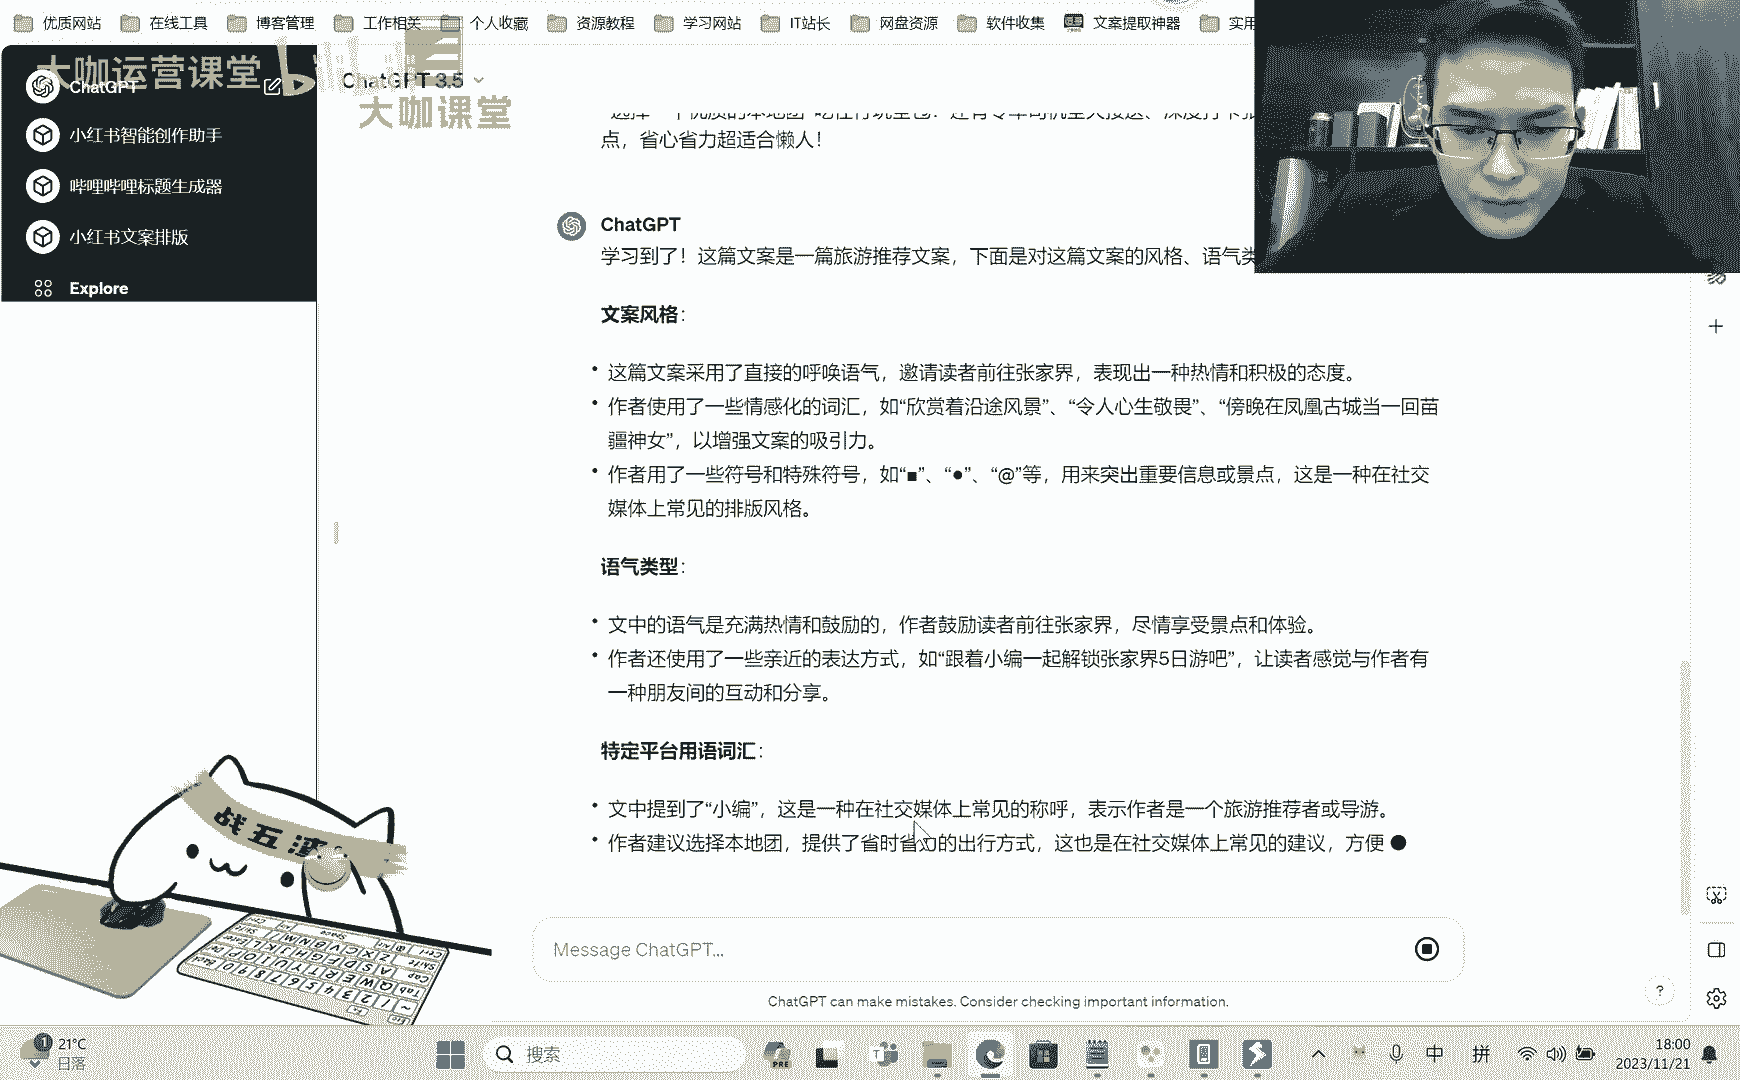 优质网站 在线工具 博客管理 工作相关 个人收藏 资源教程 学习网站 IT站长 网盘资源 软件收集 文案提取神器 实用
大咖运营课堂
ChatGPT
ChatGPT 3.5
大咖课堂
小红书智能创作助手
哔哩哔哩标题生成器
小红书文案排版
Explore
点，省心省力超适合懒人！
ChatGPT
学习到了！这篇文案是一篇旅游推荐文案，下面是对这篇文案的风格、语气类
文案风格：
• 这篇文案采用了直接的呼唤语气，邀请读者前往张家界，表现出一种热情和积极的态度。
• 作者使用了一些情感化的词汇，如“欣赏着沿途风景”、“令人心生敬畏”、“傍晚在凤凰古城当一回苗
疆神女”，以增强文案的吸引力。
• 作者用了一些符号和特殊符号，如“■”、“●”、“@”等，用来突出重要信息或景点，这是一种在社交
媒体上常见的排版风格。
语气类型：
• 文中的语气是充满热情和鼓励的，作者鼓励读者前往张家界，尽情享受景点和体验。
• 作者还使用了一些亲近的表达方式，如“跟着小编一起解锁张家界5日游吧”，让读者感觉与作者有
一种朋友间的互动和分享。
特定平台用语词汇：
• 文中提到了“小编”，这是一种在社交媒体上常见的称呼，表示作者是一个旅游推荐者或导游。
• 作者建议选择本地团，提供了省时省力的出行方式，这也是在社交媒体上常见的建议，方便
战五渣
Message ChatGPT...
ChatGPT can make mistakes. Consider checking important information.
?
1
21°C
日落
搜索
PRE
中
拼
18:00
2023/11/21